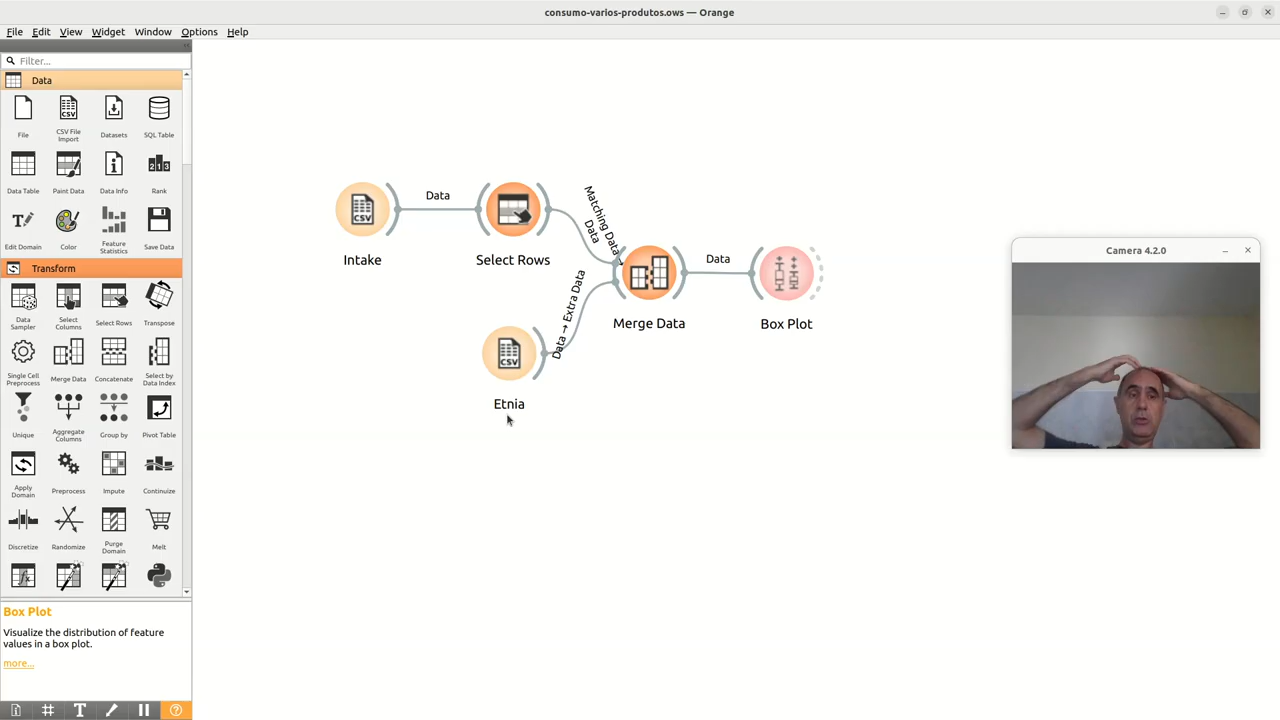 consumo-varios-produtos.ows — Orange
File Edit View Widget Window Options Help
Filter...
Data
File
CSV File Import
Datasets
SQL Table
Data Table
Paint Data
Data Info
Rank
Edit Domain
Color
Feature Statistics
Save Data
Transform
Data Sampler
Select Columns
Select Rows
Transpose
Single Cell Preprocess
Merge Data
Concatenate
Select by Data Index
Unique
Aggregate Columns
Group by
Pivot Table
Apply Domain
Preprocess
Impute
Continuize
Discretize
Randomize
Purge Domain
Melt
Box Plot
Visualize the distribution of feature
values in a box plot.
more...
CSV
Intake
Data
Select Rows
Matching Data →
Data
CSV
Etnia
Data → Extra Data
Merge Data
Data
Box Plot
Camera 4.2.0